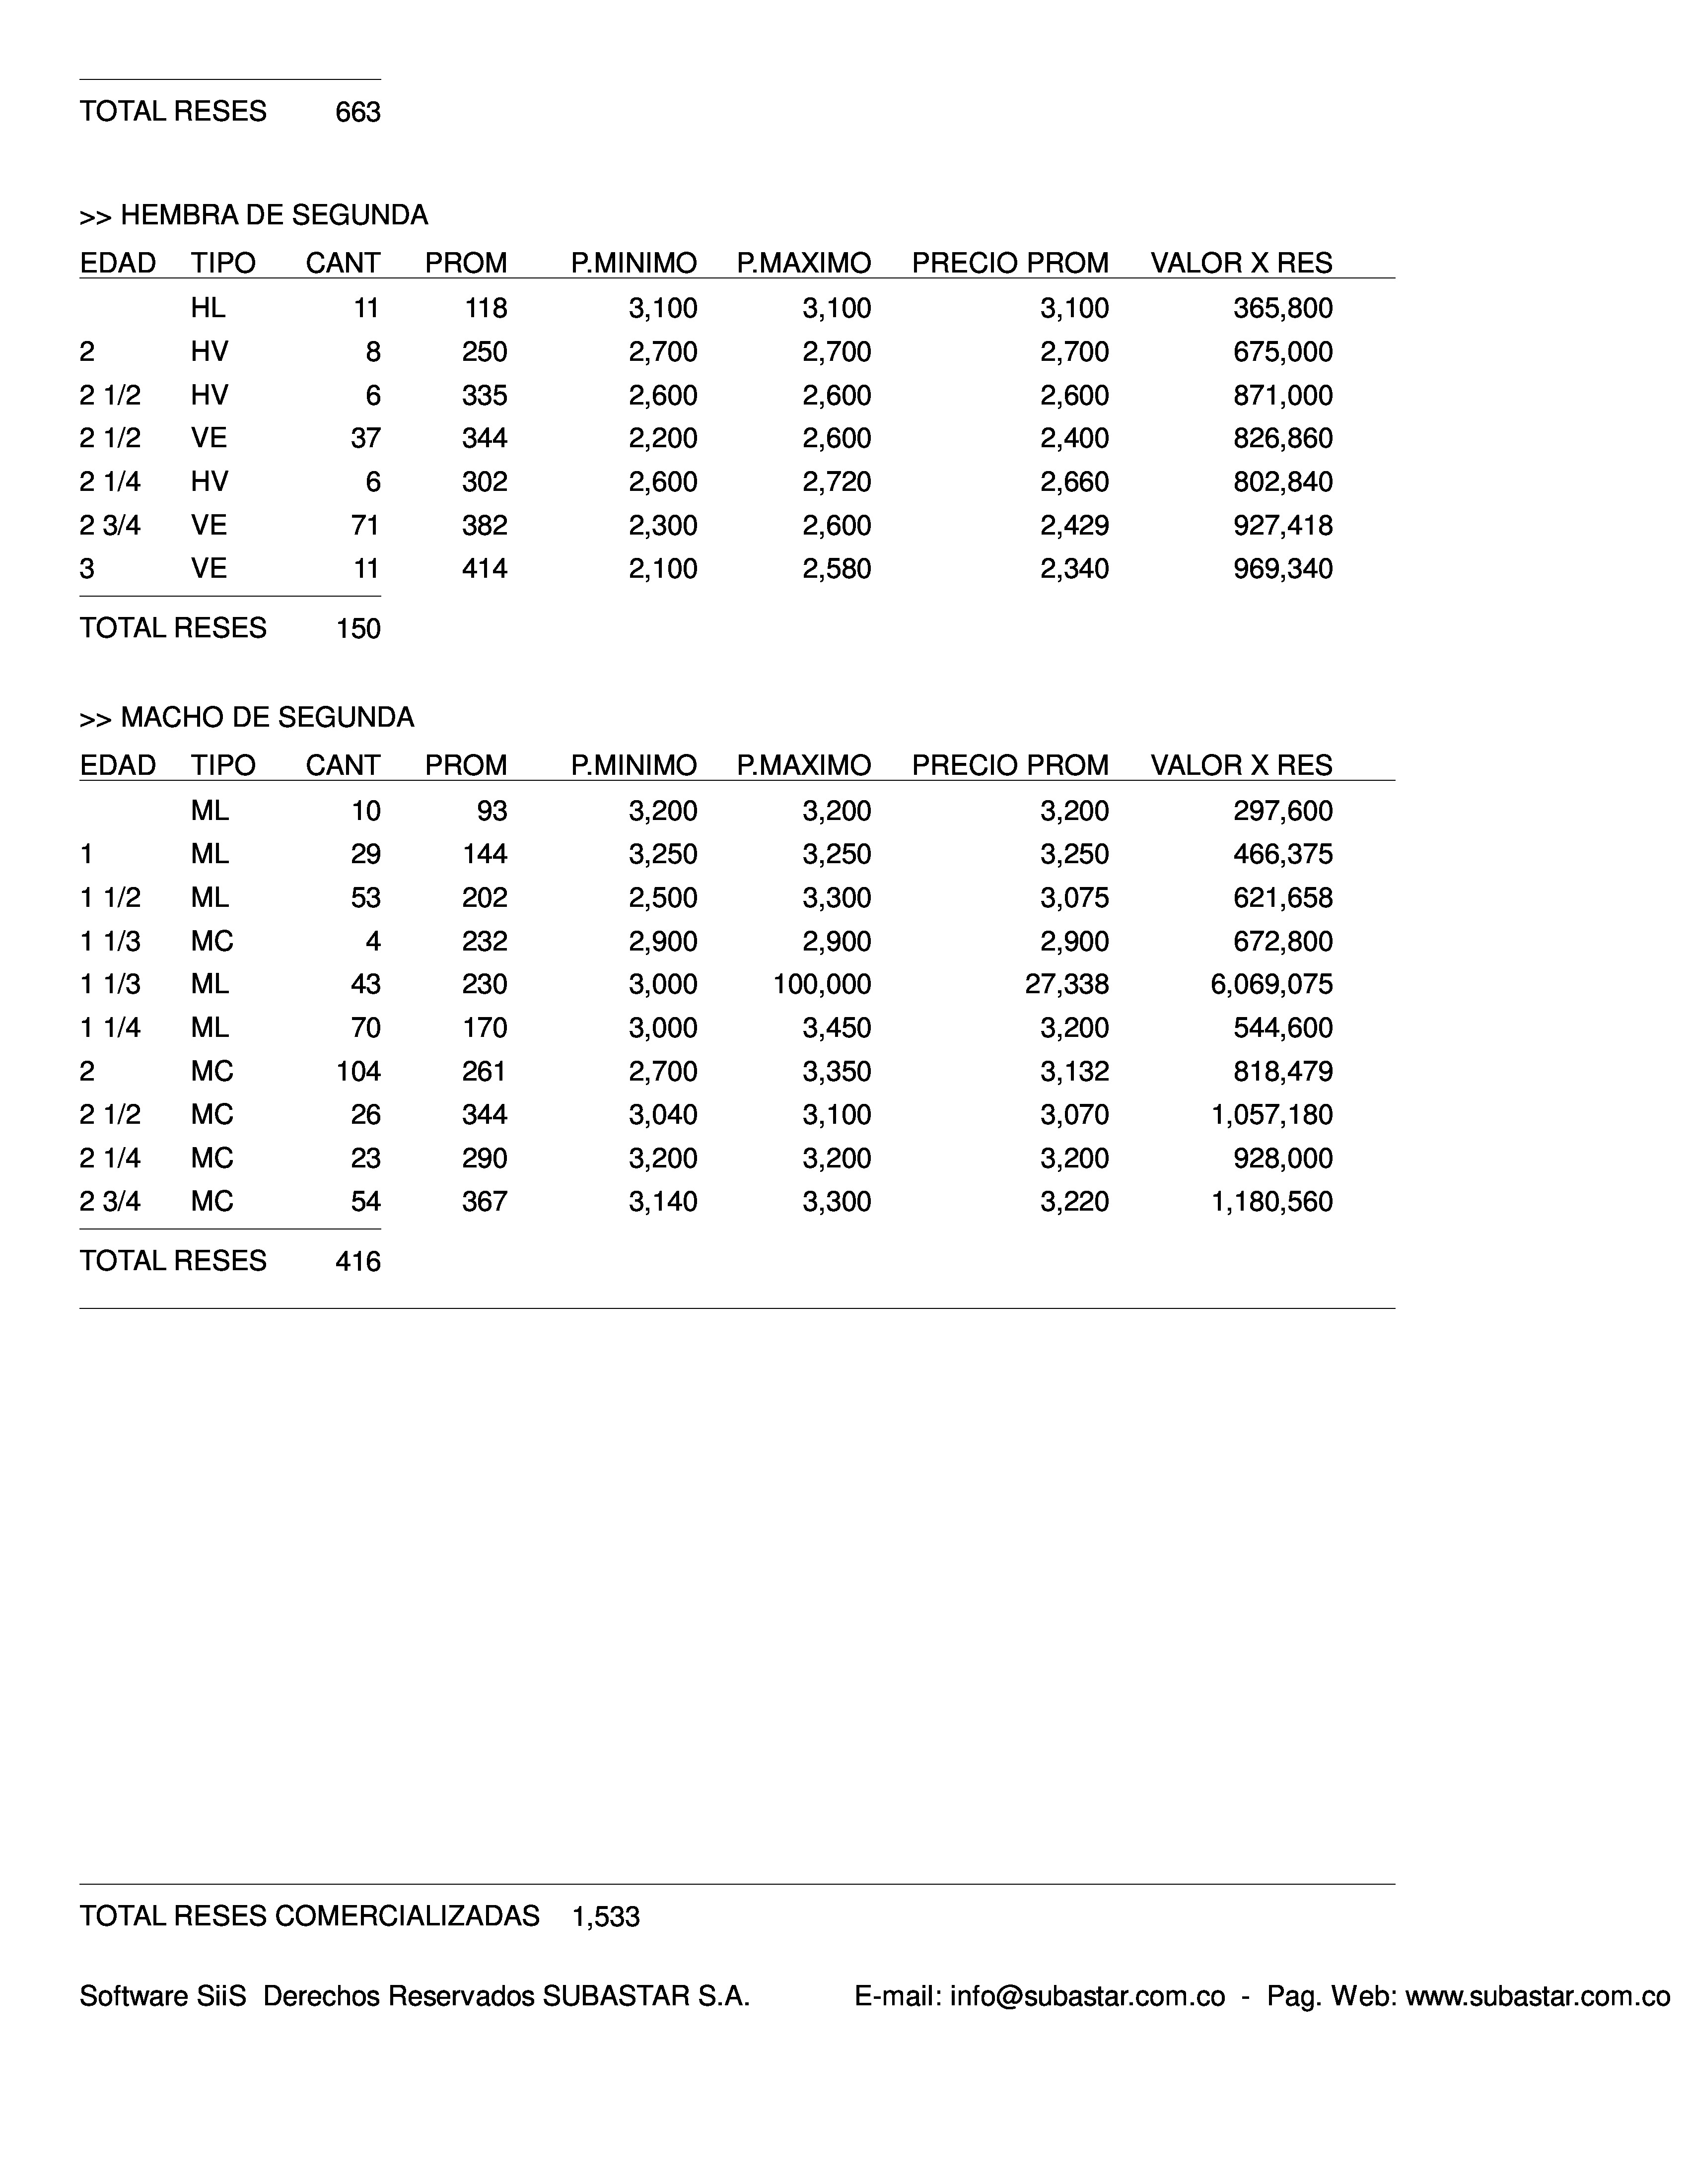 TOTAL RESES 663
>> HEMBRA DE SEGUNDA
EDAD TIPO CANT PROM P.MINIMO P.MAXIMO PRECIO PROM VALOR X RES
HL 11 118 3,100 3,100 3,100 365,800
2 HV 8 250 2,700 2,700 2,700 675,000
2 1/2 HV 6 335 2,600 2,600 2,600 871,000
2 1/2 VE 37 344 2,200 2,600 2,400 826,860
2 1/4 HV 6 302 2,600 2,720 2,660 802,840
2 3/4 VE 71 382 2,300 2,600 2,429 927,418
3 VE 11 414 2,100 2,580 2,340 969,340
TOTAL RESES 150
>> MACHO DE SEGUNDA
EDAD TIPO CANT PROM P.MINIMO P.MAXIMO PRECIO PROM VALOR X RES
ML 10 93 3,200 3,200 3,200 297,600
1 ML 29 144 3,250 3,250 3,250 466,375
1 1/2 ML 53 202 2,500 3,300 3,075 621,658
1 1/3 MC 4 232 2,900 2,900 2,900 672,800
1 1/3 ML 43 230 3,000 100,000 27,338 6,069,075
1 1/4 ML 70 170 3,000 3,450 3,200 544,600
2 MC 104 261 2,700 3,350 3,132 818,479
2 1/2 MC 26 344 3,040 3,100 3,070 1,057,180
2 1/4 MC 23 290 3,200 3,200 3,200 928,000
2 3/4 MC 54 367 3,140 3,300 3,220 1,180,560
TOTAL RESES 416
TOTAL RESES COMERCIALIZADAS 1,533
Software SiiS Derechos Reservados SUBASTAR S.A. E-mail: info@subastar.com.co - Pag. Web: www.subastar.com.co